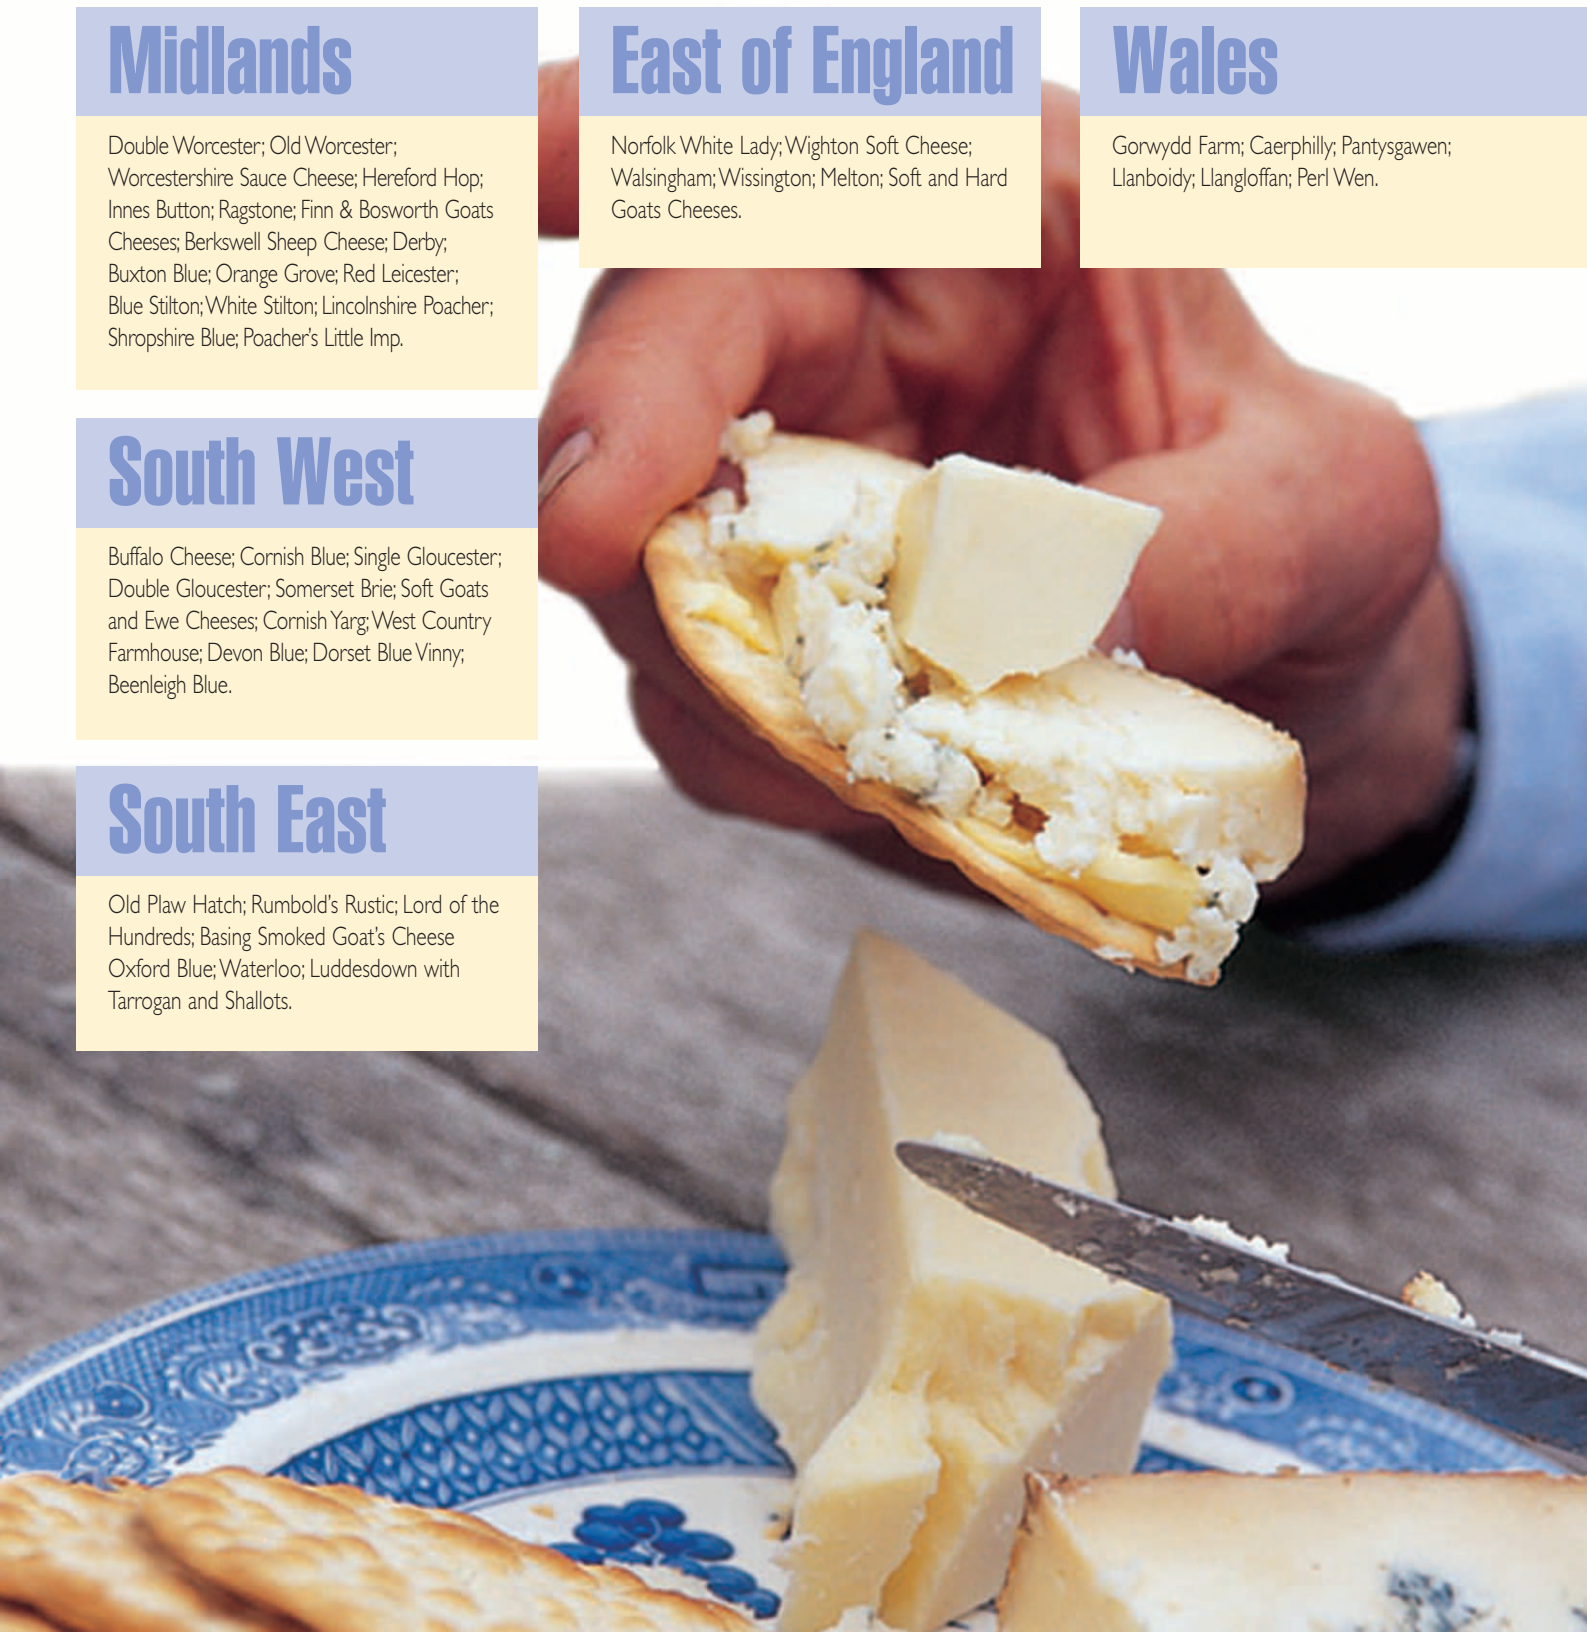 Midlands
Double Worcester; Old Worcester;
Worcestershire Sauce Cheese; Hereford Hop;
Innes Button; Ragstone; Finn & Bosworth Goats
Cheeses; Berkswell Sheep Cheese; Derby;
Buxton Blue; Orange Grove; Red Leicester;
Blue Stilton; White Stilton; Lincolnshire Poacher;
Shropshire Blue; Poacher's Little Imp.
South West
Buffalo Cheese; Cornish Blue; Single Gloucester;
Double Gloucester; Somerset Brie; Soft Goats
and Ewe Cheeses; Cornish Yarg; West Country
Farmhouse; Devon Blue; Dorset Blue Vinny;
Beenleigh Blue.
South East
Old Plaw Hatch; Rumbold's Rustic; Lord of the
Hundreds; Basing Smoked Goat's Cheese
Oxford Blue; Waterloo; Luddesdown with
Tarrogan and Shallots.
East of England
Norfolk White Lady; Wighton Soft Cheese;
Walsingham; Wissington; Melton; Soft and Hard
Goats Cheeses.
Wales
Gorwydd Farm; Caerphilly; Pantysgawen;
Llanboidy; Llangloffan; Perl Wen.